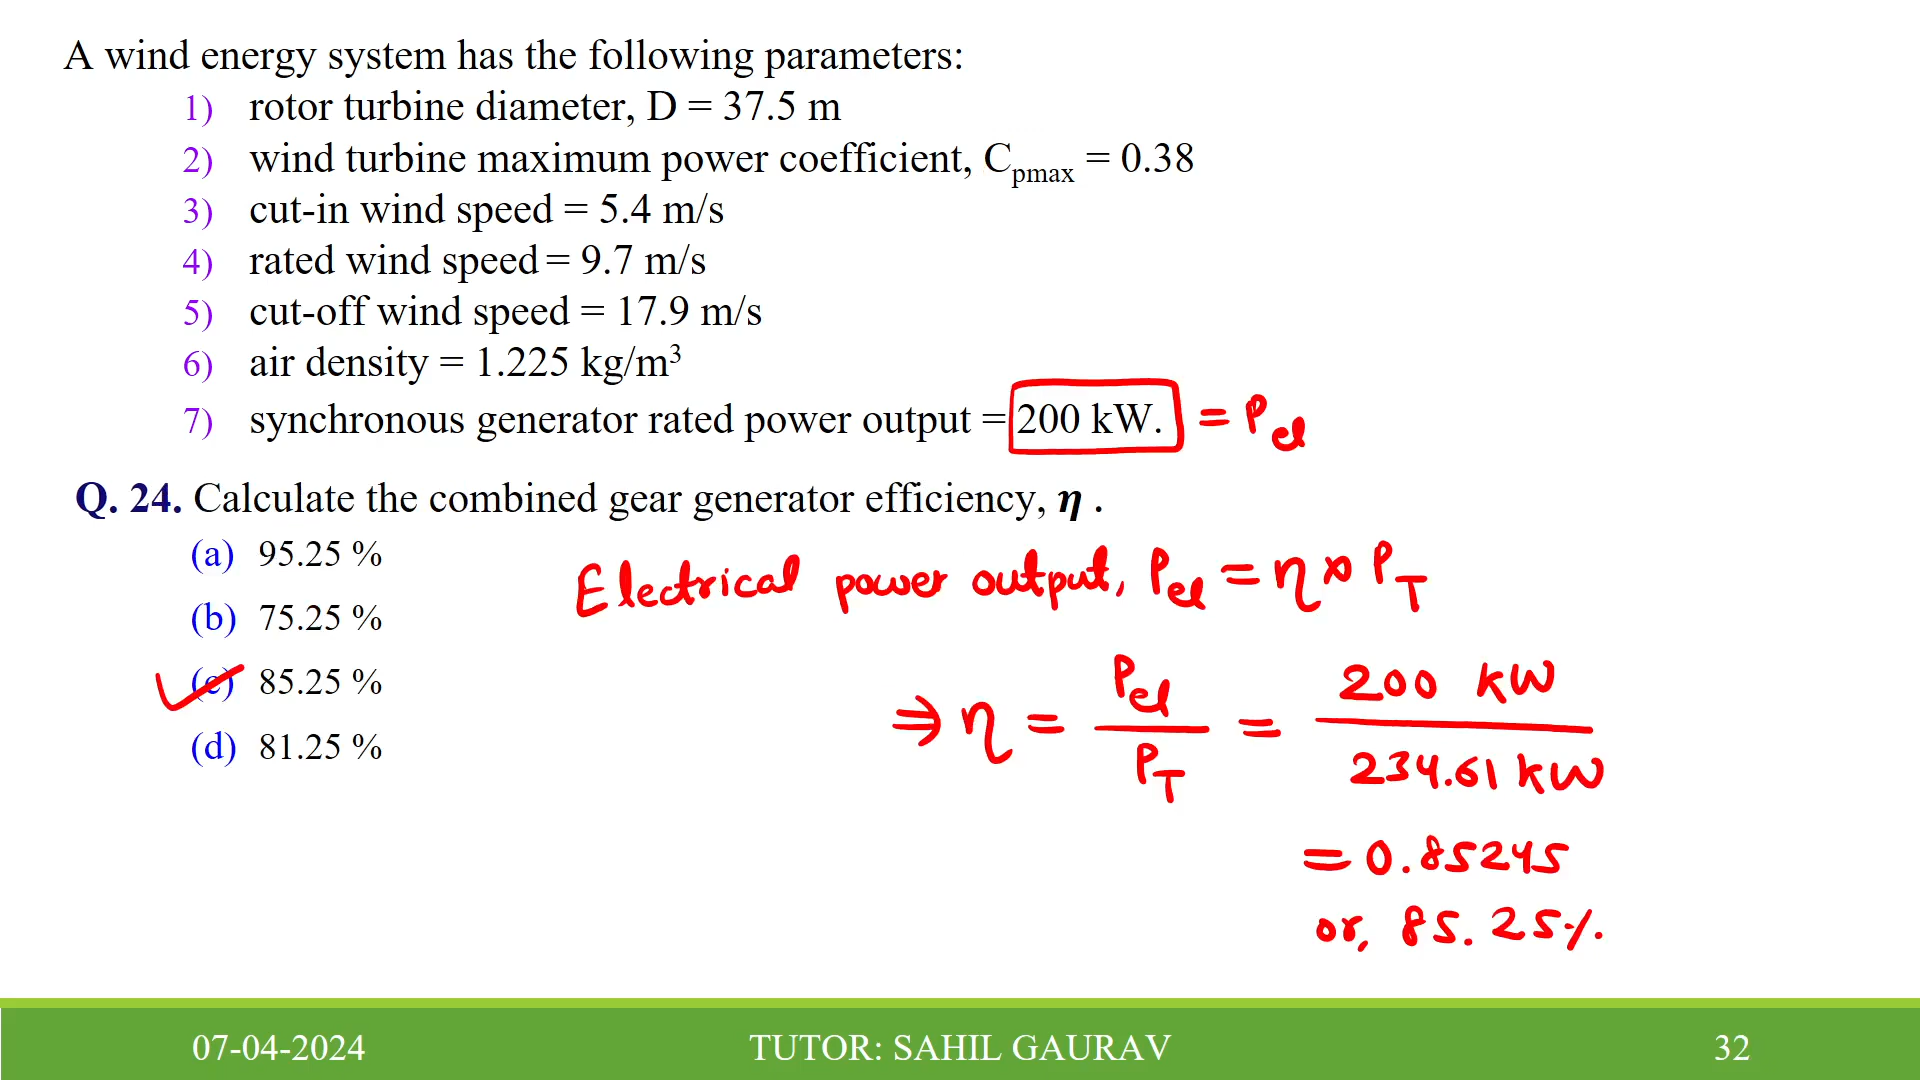 A wind energy system has the following parameters:
1) rotor turbine diameter, D = 37.5 m
2) wind turbine maximum power coefficient, Cpmax = 0.38
3) cut-in wind speed = 5.4 m/s
4) rated wind speed = 9.7 m/s
5) cut-off wind speed = 17.9 m/s
6) air density = 1.225 kg/m³
7) synchronous generator rated power output = 200 kW. = Pel
Q. 24. Calculate the combined gear generator efficiency, η .
(a) 95.25 %
(b) 75.25 %
(c) 85.25 %
(d) 81.25 %
Electrical power output, Pel = η × PT
⇒ η = Pel / PT = 200 kW / 234.61 kW
= 0.85245
or, 85.25%.
07-04-2024 TUTOR: SAHIL GAURAV 32